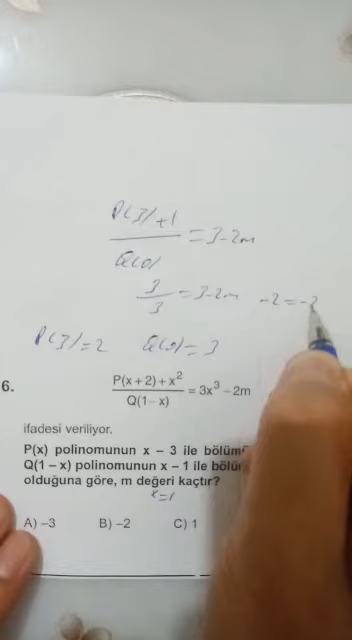 P(3)+1
——— = 3-2m
Q(0)
3/3 = 3-2m -2=-2
P(3)=2 Q(0)=3
6. P(x + 2) + x² / Q(1 – x) = 3x³ – 2m
ifadesi veriliyor.
P(x) polinomunun x – 3 ile
Q(1 – x) polinomunun x – 1 ile
olduğuna göre, m değeri kaçtır?
x=1
A) –3 B) –2 C) 1